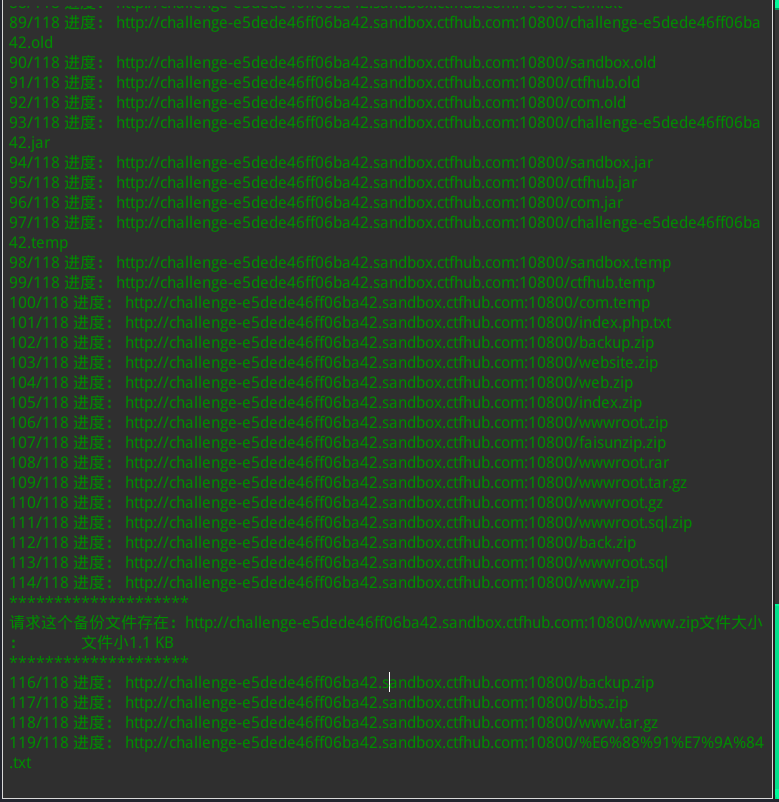 89/118 进度： http://challenge-e5dede46ff06ba42.sandbox.ctfhub.com:10800/challenge-e5dede46ff06ba
42.old
90/118 进度： http://challenge-e5dede46ff06ba42.sandbox.ctfhub.com:10800/sandbox.old
91/118 进度： http://challenge-e5dede46ff06ba42.sandbox.ctfhub.com:10800/ctfhub.old
92/118 进度： http://challenge-e5dede46ff06ba42.sandbox.ctfhub.com:10800/com.old
93/118 进度： http://challenge-e5dede46ff06ba42.sandbox.ctfhub.com:10800/challenge-e5dede46ff06ba
42.jar
94/118 进度： http://challenge-e5dede46ff06ba42.sandbox.ctfhub.com:10800/sandbox.jar
95/118 进度： http://challenge-e5dede46ff06ba42.sandbox.ctfhub.com:10800/ctfhub.jar
96/118 进度： http://challenge-e5dede46ff06ba42.sandbox.ctfhub.com:10800/com.jar
97/118 进度： http://challenge-e5dede46ff06ba42.sandbox.ctfhub.com:10800/challenge-e5dede46ff06ba
42.temp
98/118 进度： http://challenge-e5dede46ff06ba42.sandbox.ctfhub.com:10800/sandbox.temp
99/118 进度： http://challenge-e5dede46ff06ba42.sandbox.ctfhub.com:10800/ctfhub.temp
100/118 进度： http://challenge-e5dede46ff06ba42.sandbox.ctfhub.com:10800/com.temp
101/118 进度： http://challenge-e5dede46ff06ba42.sandbox.ctfhub.com:10800/index.php.txt
102/118 进度： http://challenge-e5dede46ff06ba42.sandbox.ctfhub.com:10800/backup.zip
103/118 进度： http://challenge-e5dede46ff06ba42.sandbox.ctfhub.com:10800/website.zip
104/118 进度： http://challenge-e5dede46ff06ba42.sandbox.ctfhub.com:10800/web.zip
105/118 进度： http://challenge-e5dede46ff06ba42.sandbox.ctfhub.com:10800/index.zip
106/118 进度： http://challenge-e5dede46ff06ba42.sandbox.ctfhub.com:10800/wwwroot.zip
107/118 进度： http://challenge-e5dede46ff06ba42.sandbox.ctfhub.com:10800/faisunzip.zip
108/118 进度： http://challenge-e5dede46ff06ba42.sandbox.ctfhub.com:10800/wwwroot.rar
109/118 进度： http://challenge-e5dede46ff06ba42.sandbox.ctfhub.com:10800/wwwroot.tar.gz
110/118 进度： http://challenge-e5dede46ff06ba42.sandbox.ctfhub.com:10800/wwwroot.gz
111/118 进度： http://challenge-e5dede46ff06ba42.sandbox.ctfhub.com:10800/wwwroot.sql.zip
112/118 进度： http://challenge-e5dede46ff06ba42.sandbox.ctfhub.com:10800/back.zip
113/118 进度： http://challenge-e5dede46ff06ba42.sandbox.ctfhub.com:10800/wwwroot.sql
114/118 进度： http://challenge-e5dede46ff06ba42.sandbox.ctfhub.com:10800/www.zip
********************
请求这个备份文件存在：http://challenge-e5dede46ff06ba42.sandbox.ctfhub.com:10800/www.zip文件大小
： 文件小1.1 KB
********************
116/118 进度： http://challenge-e5dede46ff06ba42.sandbox.ctfhub.com:10800/backup.zip
117/118 进度： http://challenge-e5dede46ff06ba42.sandbox.ctfhub.com:10800/bbs.zip
118/118 进度： http://challenge-e5dede46ff06ba42.sandbox.ctfhub.com:10800/www.tar.gz
119/118 进度： http://challenge-e5dede46ff06ba42.sandbox.ctfhub.com:10800/%E6%88%91%E7%9A%84
.txt